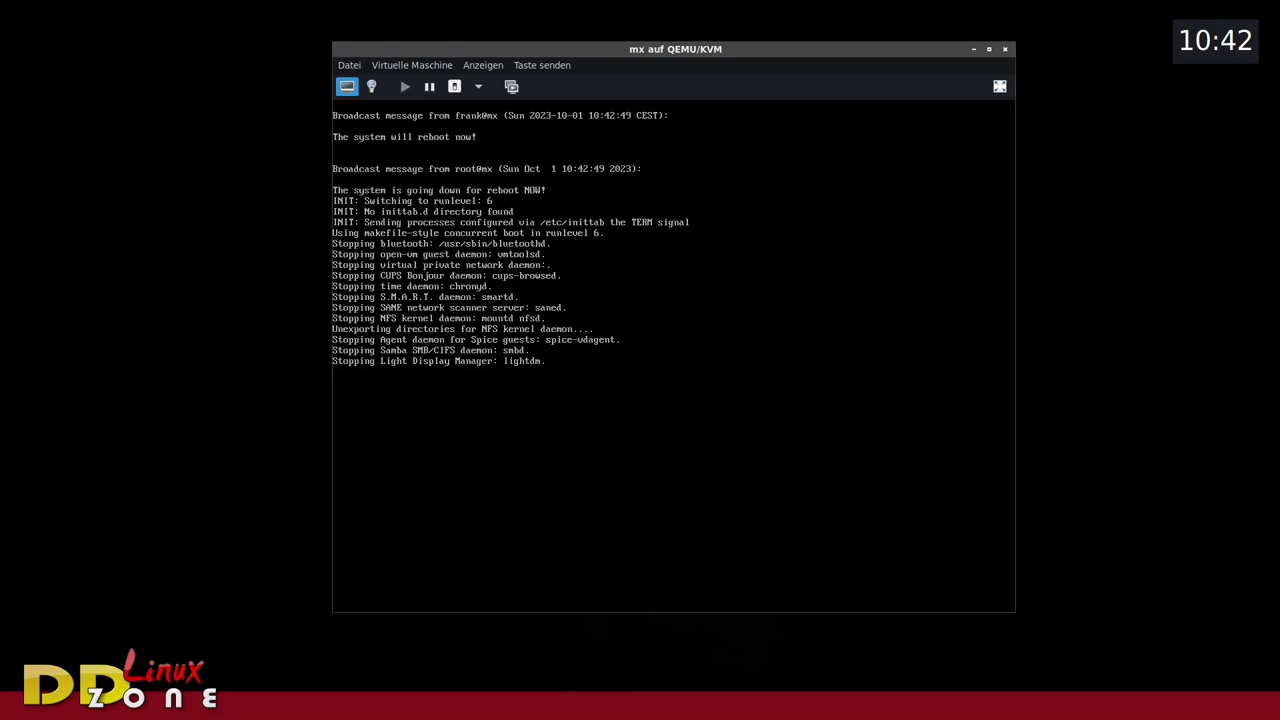 10:42
mx auf QEMU/KVM
Datei Virtuelle Maschine Anzeigen Taste senden
Broadcast message from frank@mx (Sun 2023-10-01 10:42:49 CEST):
The system will reboot now!
Broadcast message from root@mx (Sun Oct  1 10:42:49 2023):
The system is going down for reboot NOW!
INIT: Switching to runlevel: 6
INIT: No inittab.d directory found
INIT: Sending processes configured via /etc/inittab the TERM signal
Using makefile-style concurrent boot in runlevel 6.
Stopping bluetooth: /usr/sbin/bluetoothd.
Stopping open-vm guest daemon: vmtoolsd.
Stopping virtual private network daemon:.
Stopping CUPS Bonjour daemon: cups-browsed.
Stopping time daemon: chronyd.
Stopping S.M.A.R.T. daemon: smartd.
Stopping SANE network scanner server: saned.
Stopping NFS kernel daemon: mountd nfsd.
Unexporting directories for NFS kernel daemon....
Stopping Agent daemon for Spice guests: spice-vdagent.
Stopping Samba SMB/CIFS daemon: smbd.
Stopping Light Display Manager: lightdm.
DD Linux
ZONE